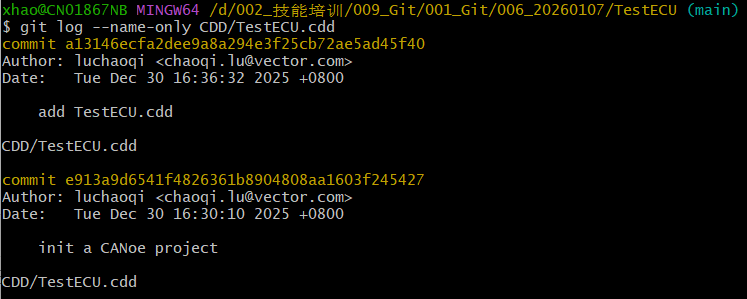 xhao@CN01867NB MINGW64 /d/002_技能培训/009_Git/001_Git/006_20260107/TestECU (main)
$ git log --name-only CDD/TestECU.cdd
commit a13146ecfa2dee9a8a294e3f25cb72ae5ad45f40
Author: luchaoqi <chaoqi.lu@vector.com>
Date:   Tue Dec 30 16:36:32 2025 +0800

    add TestECU.cdd

CDD/TestECU.cdd

commit e913a9d6541f4826361b8904808aa1603f245427
Author: luchaoqi <chaoqi.lu@vector.com>
Date:   Tue Dec 30 16:30:10 2025 +0800

    init a CANoe project

CDD/TestECU.cdd